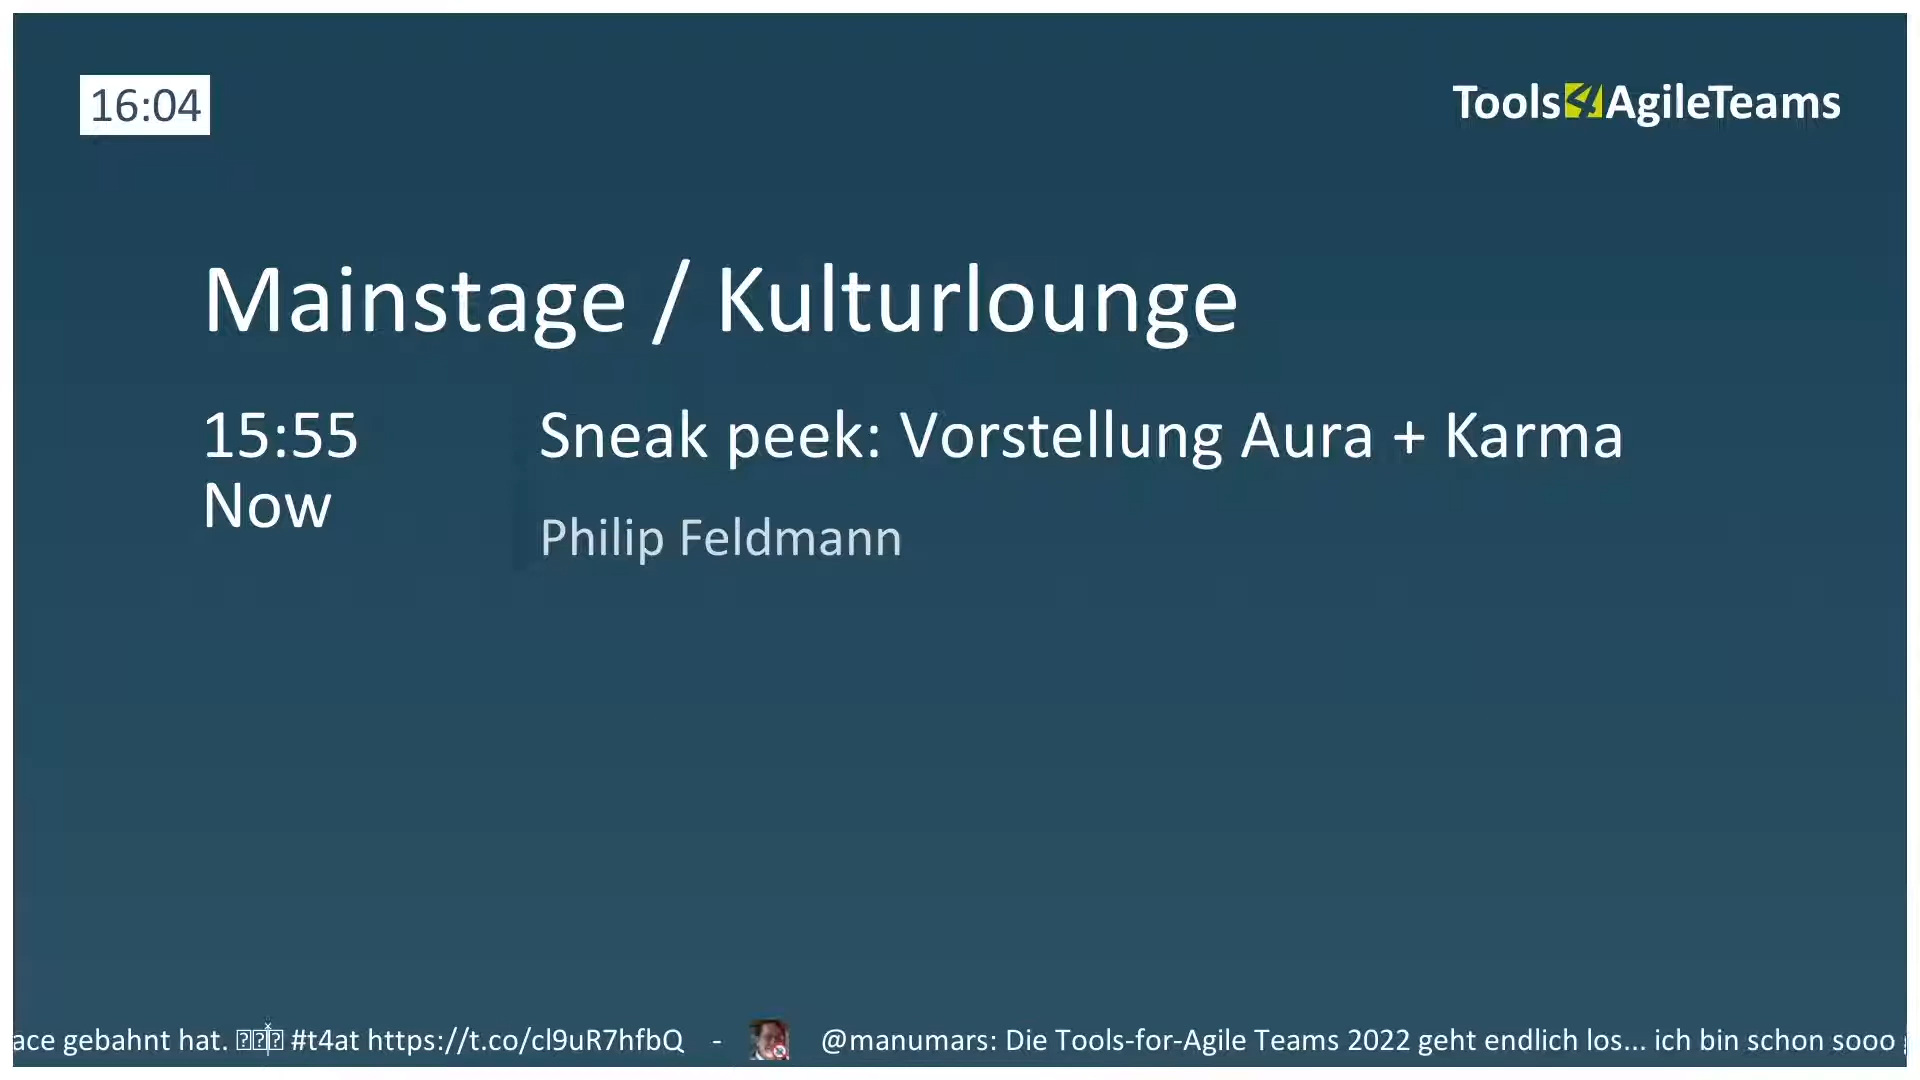 16:04
Tools4AgileTeams
Mainstage / Kulturlounge
15:55
Now
Sneak peek: Vorstellung Aura + Karma
Philip Feldmann
ace gebahnt hat. #t4at https://t.co/cl9uR7hfbQ - @manumars: Die Tools-for-Agile Teams 2022 geht endlich los... ich bin schon sooo